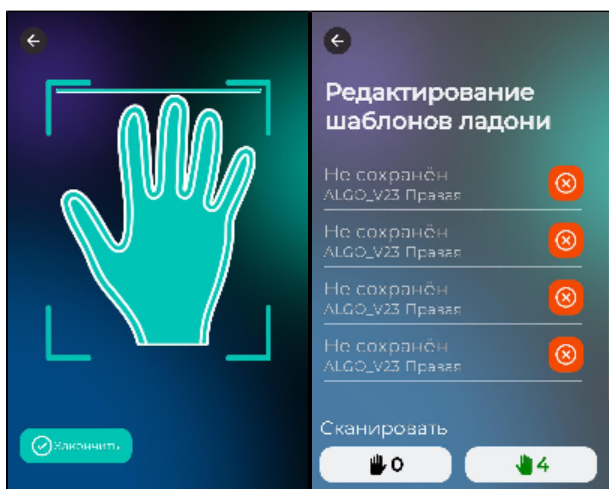 Закончить
Редактирование
шаблонов ладони
Не сохранён
ALGO_V23 Правая
Не сохранён
ALGO_V23 Правая
Не сохранён
ALGO_V23 Правая
Не сохранён
ALGO_V23 Правая
Сканировать
0
4